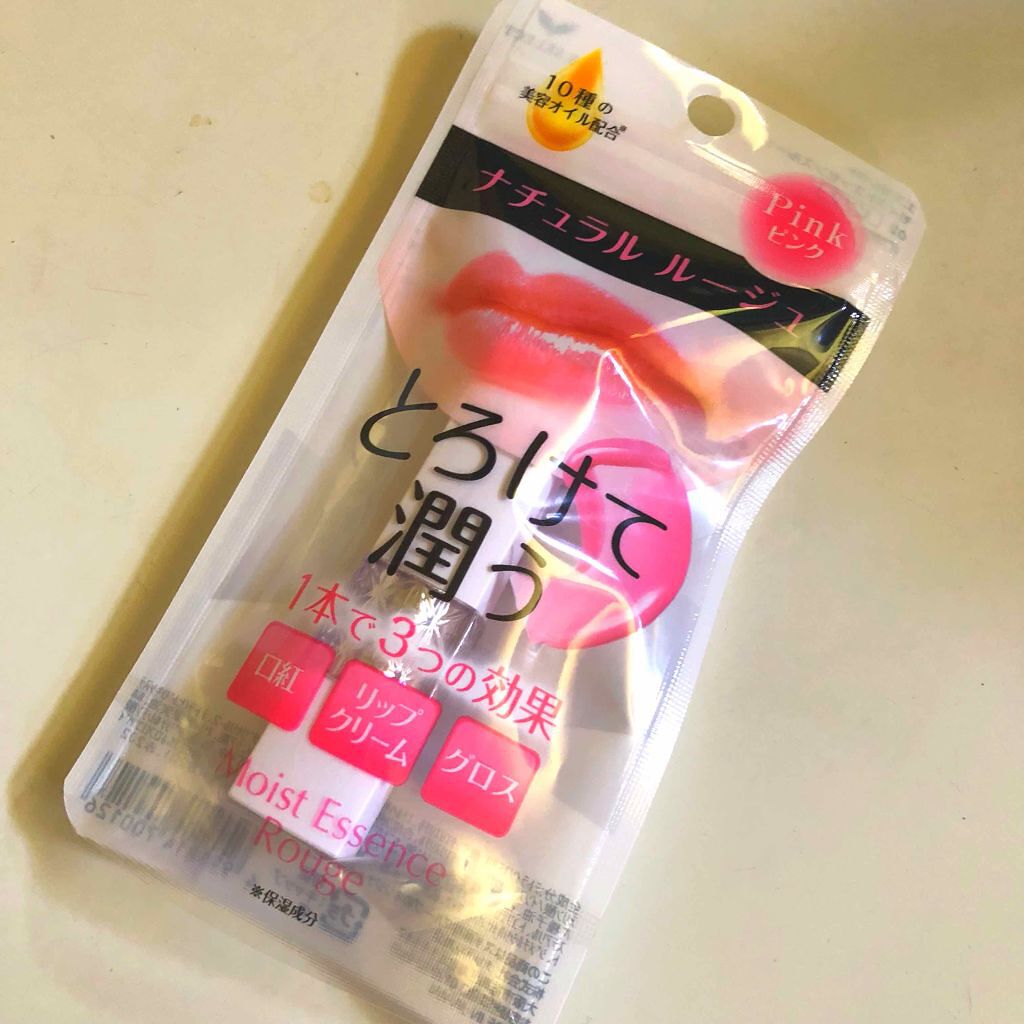 10種の
美容オイル配合※
ナチュラル ルージュ
Pink
ピンク
とろけて
潤う
1本で3つの効果
口紅
リップ
クリーム
グロス
Moist Essence
Rouge
※保湿成分